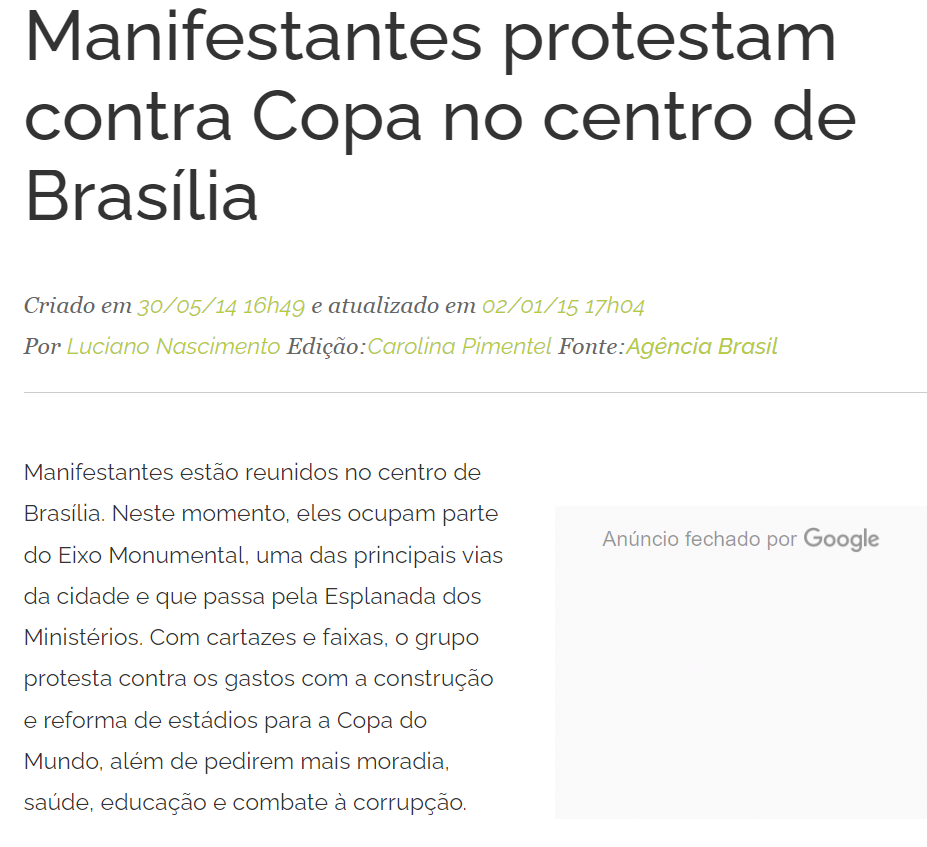 Manifestantes protestam
contra Copa no centro de
Brasília
Criado em 30/05/14 16h49 e atualizado em 02/01/15 17h04
Por Luciano Nascimento Edição:Carolina Pimentel Fonte:Agência Brasil
Manifestantes estão reunidos no centro de
Brasília. Neste momento, eles ocupam parte
do Eixo Monumental, uma das principais vias
da cidade e que passa pela Esplanada dos
Ministérios. Com cartazes e faixas, o grupo
protesta contra os gastos com a construção
e reforma de estádios para a Copa do
Mundo, além de pedirem mais moradia,
saúde, educação e combate à corrupção.
Anúncio fechado por Google